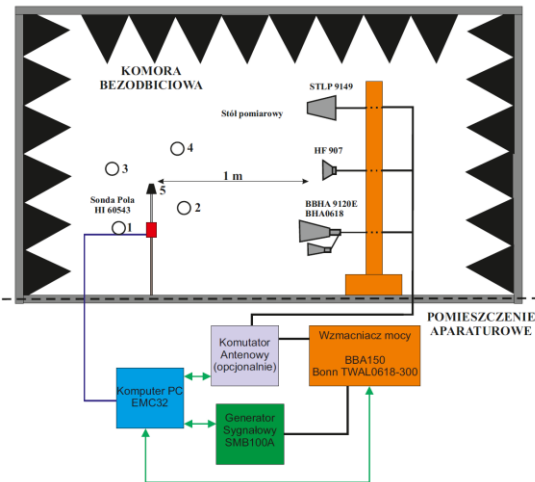 KOMORA
BEZODBICIOWA
STLP 9149
Stół pomiarowy
4
HF 907
3
1 m
5
Sonda Pola
HI 60543
BBHA 9120E
BHA0618
2
1
POMIESZCZENIE
APARATUROWE
Komutator
Antenowy
(opcjonalnie)
Wzmacniacz mocy
BBA150
Bonn TWAL0618-300
Komputer PC
EMC32
Generator
Sygnałowy
SMB100A